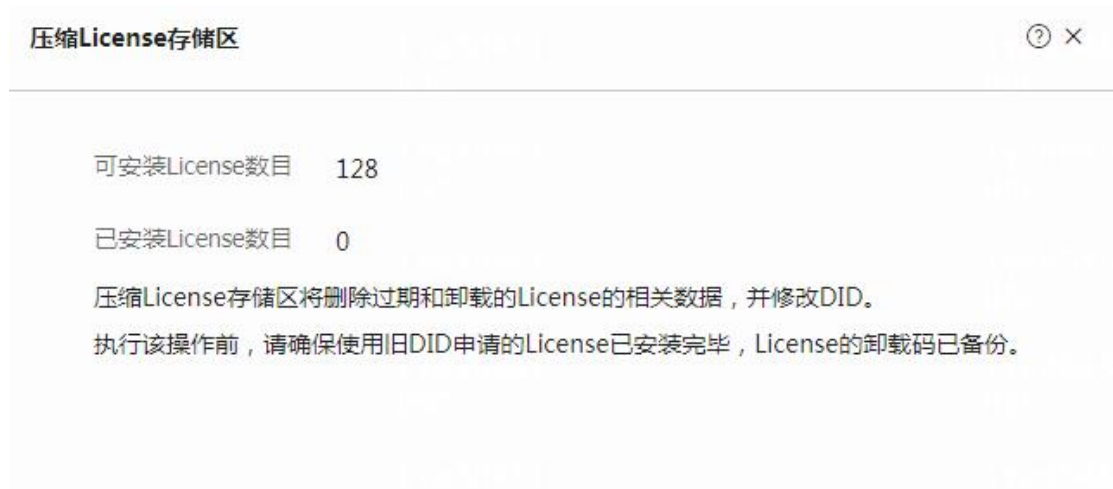 压缩License存储区
可安装License数目 128
已安装License数目 0
压缩License存储区将删除过期和卸载的License的相关数据，并修改DID。
执行该操作前，请确保使用旧DID申请的License已安装完毕，License的卸载码已备份。